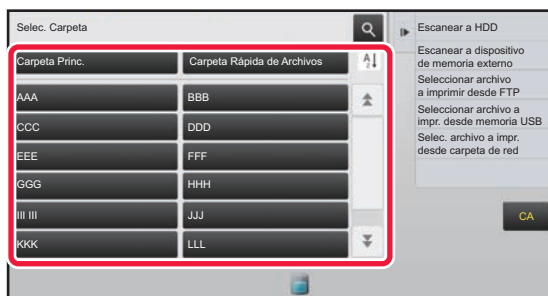 Selec. Carpeta
Carpeta Princ.
Carpeta Rápida de Archivos
AAA
BBB
CCC
DDD
EEE
FFF
GGG
HHH
III III
JJJ
KKK
LLL
Escanear a HDD
Escanear a dispositivo
de memoria externo
Seleccionar archivo
a imprimir desde FTP
Seleccionar archivo a
impr. desde memoria USB
Selec. archivo a impr.
desde carpeta de red
CA